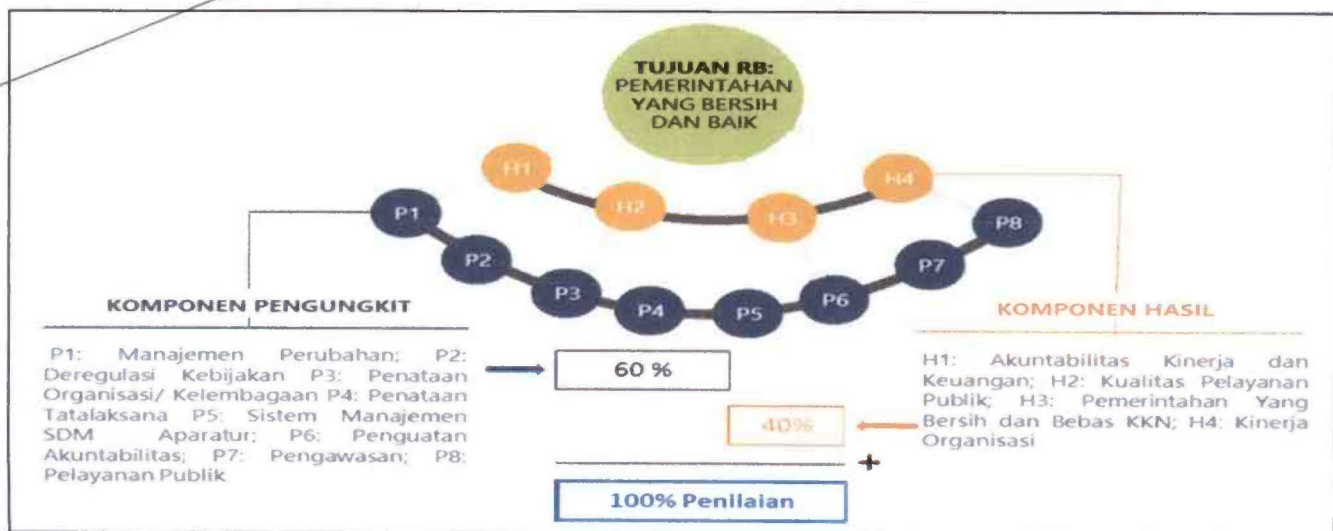 TUJUAN RB:
PEMERINTAHAN
YANG BERSIH
DAN BAIK
H1
H2
H3
H4
P1
P2
P3
P4
P5
P6
P7
P8
KOMPONEN PENGUNGKIT
P1: Manajemen Perubahan; P2:
Deregulasi Kebijakan P3: Penataan
Organisasi/ Kelembagaan P4: Penataan
Tatalaksana P5: Sistem Manajemen
SDM Aparatur; P6: Penguatan
Akuntabilitas; P7: Pengawasan; P8:
Pelayanan Publik
60 %
40%
+
100% Penilaian
KOMPONEN HASIL
H1: Akuntabilitas Kinerja dan
Keuangan; H2: Kualitas Pelayanan
Publik; H3: Pemerintahan Yang
Bersih dan Bebas KKN; H4: Kinerja
Organisasi